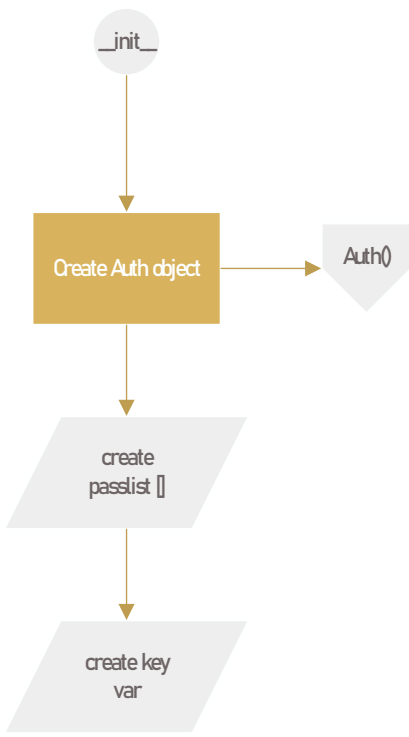 __init__
Create Auth object
Auth()
create
passlist []
create key
var